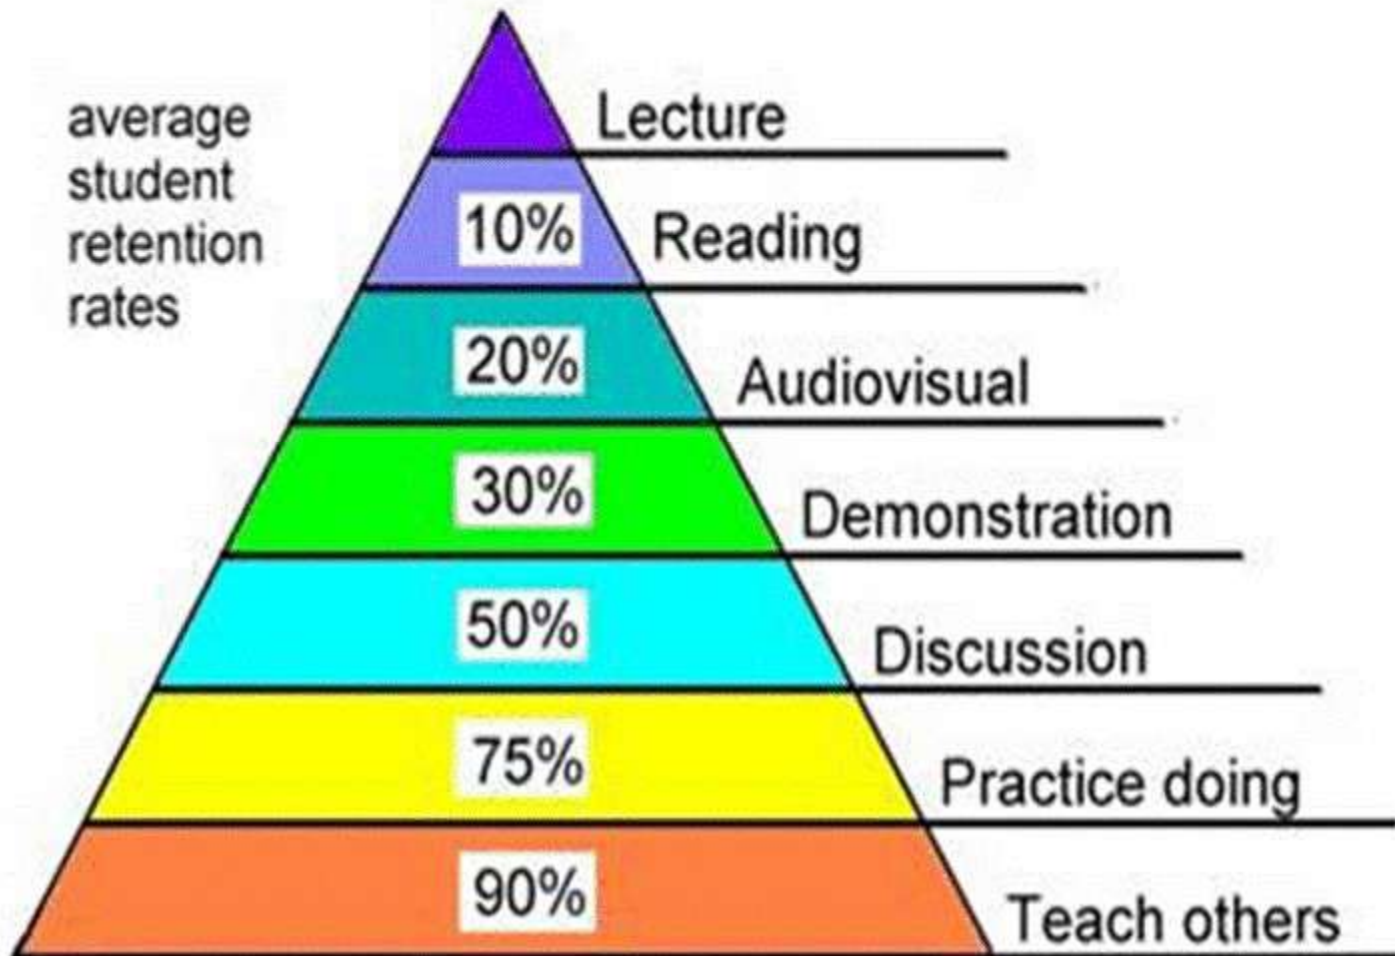 average
student
retention
rates
Lecture
10% Reading
20% Audiovisual
30% Demonstration
50% Discussion
75% Practice doing
90% Teach others